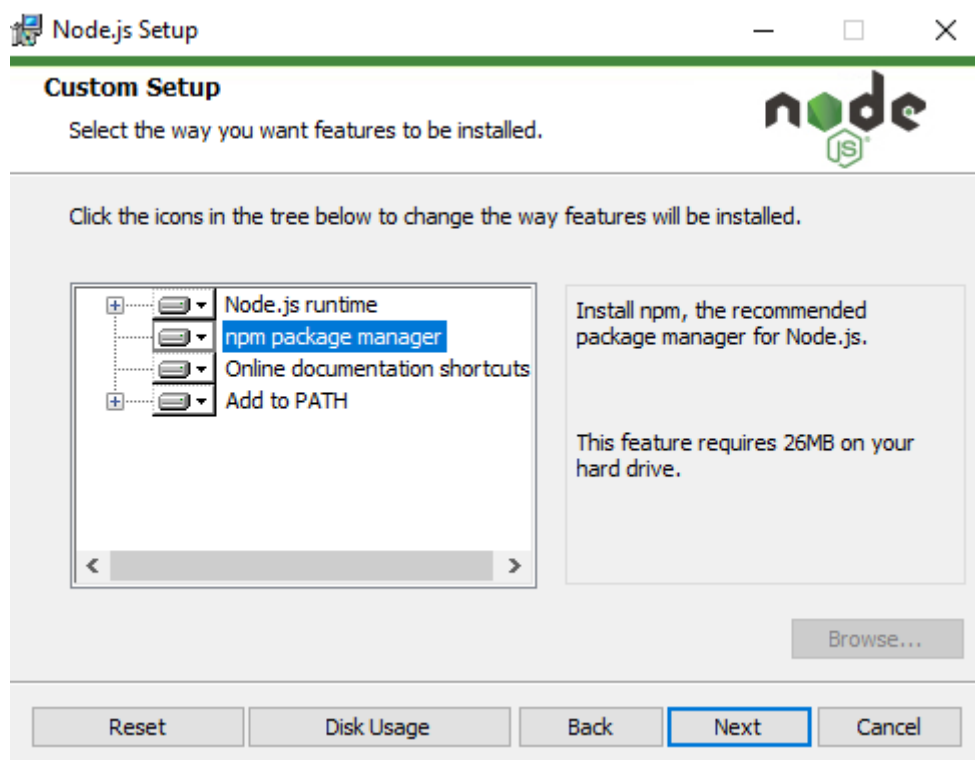 Node.js Setup
Custom Setup
Select the way you want features to be installed.
node
JS
Click the icons in the tree below to change the way features will be installed.
Node.js runtime
npm package manager
Online documentation shortcuts
Add to PATH
Install npm, the recommended
package manager for Node.js.
This feature requires 26MB on your
hard drive.
Browse...
Reset
Disk Usage
Back
Next
Cancel